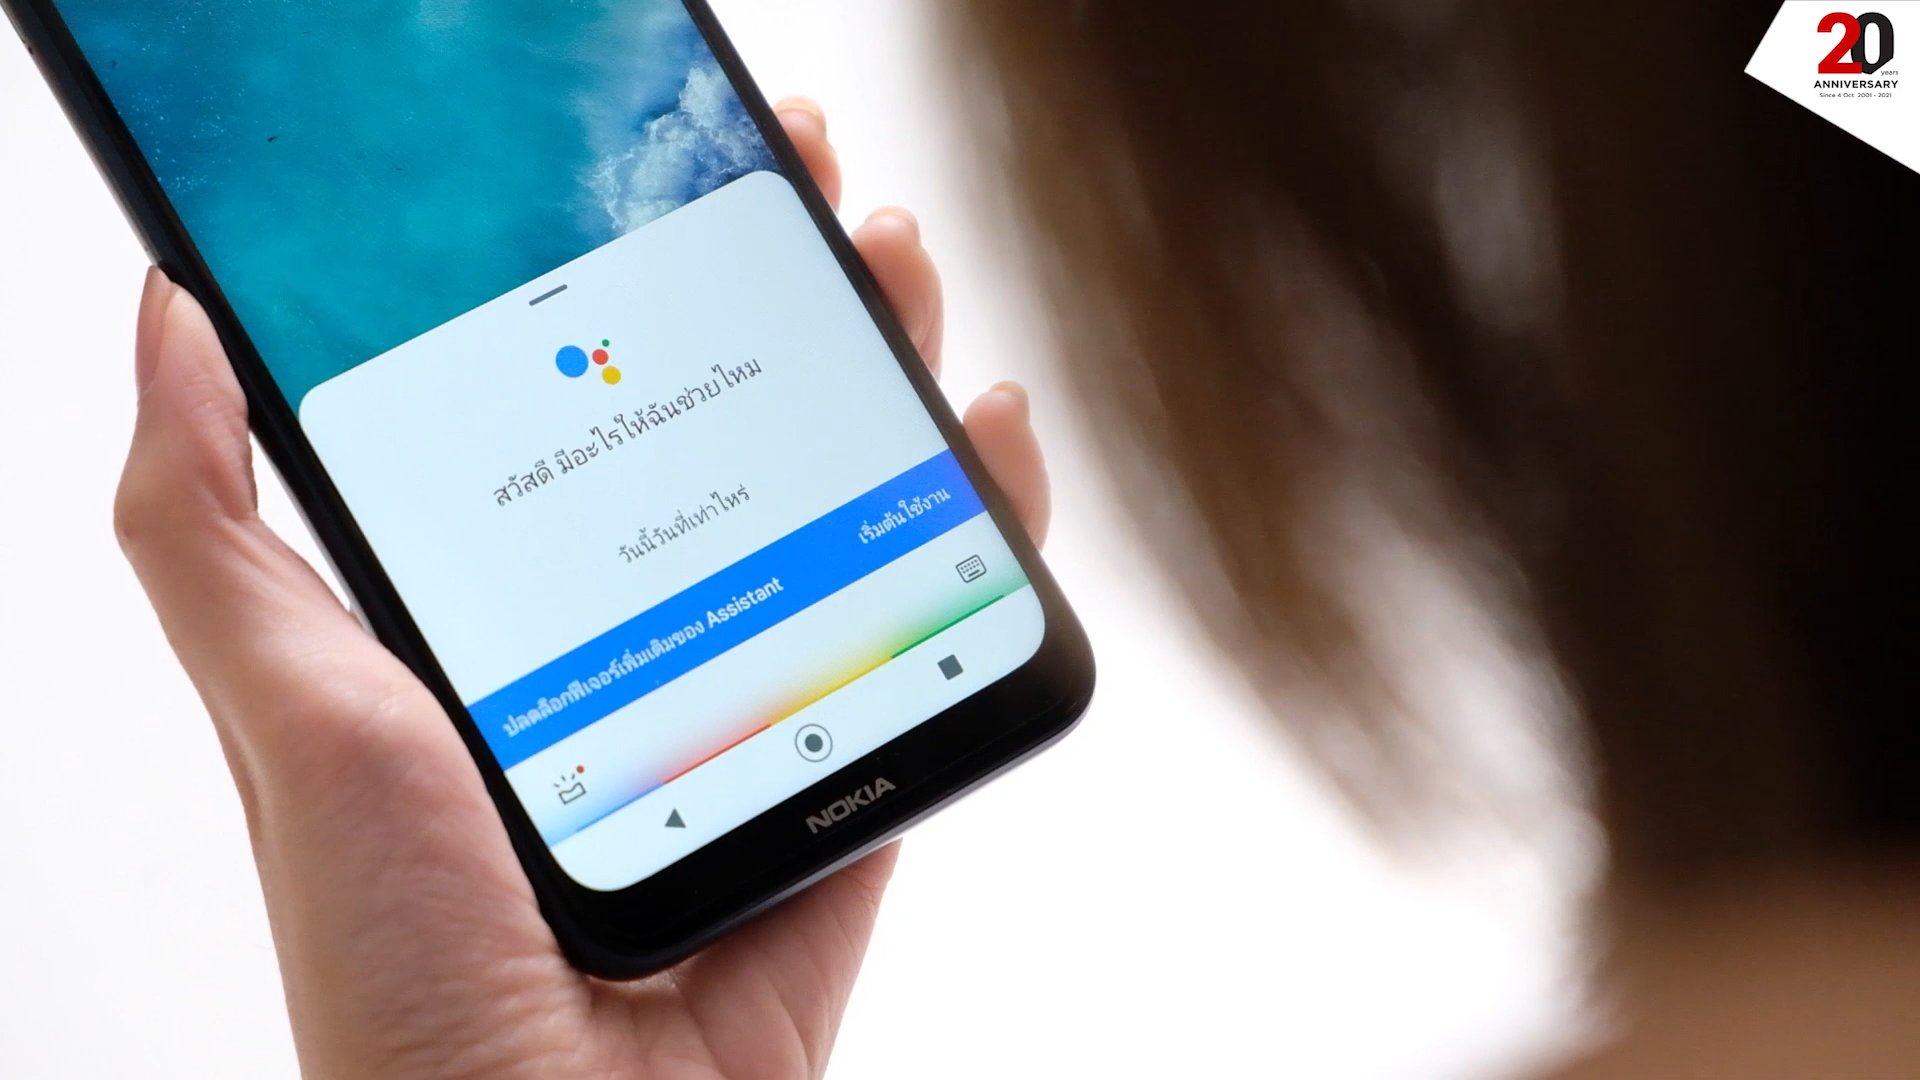 20
years
ANNIVERSARY
Since 4 Oct. 2001 - 2021
สวัสดี มีอะไรให้ฉันช่วยไหม
วันนี้วันที่เท่าไหร่
ปลดล็อกฟีเจอร์เพิ่มเติมของ Assistant เริ่มต้นใช้งาน
NOKIA